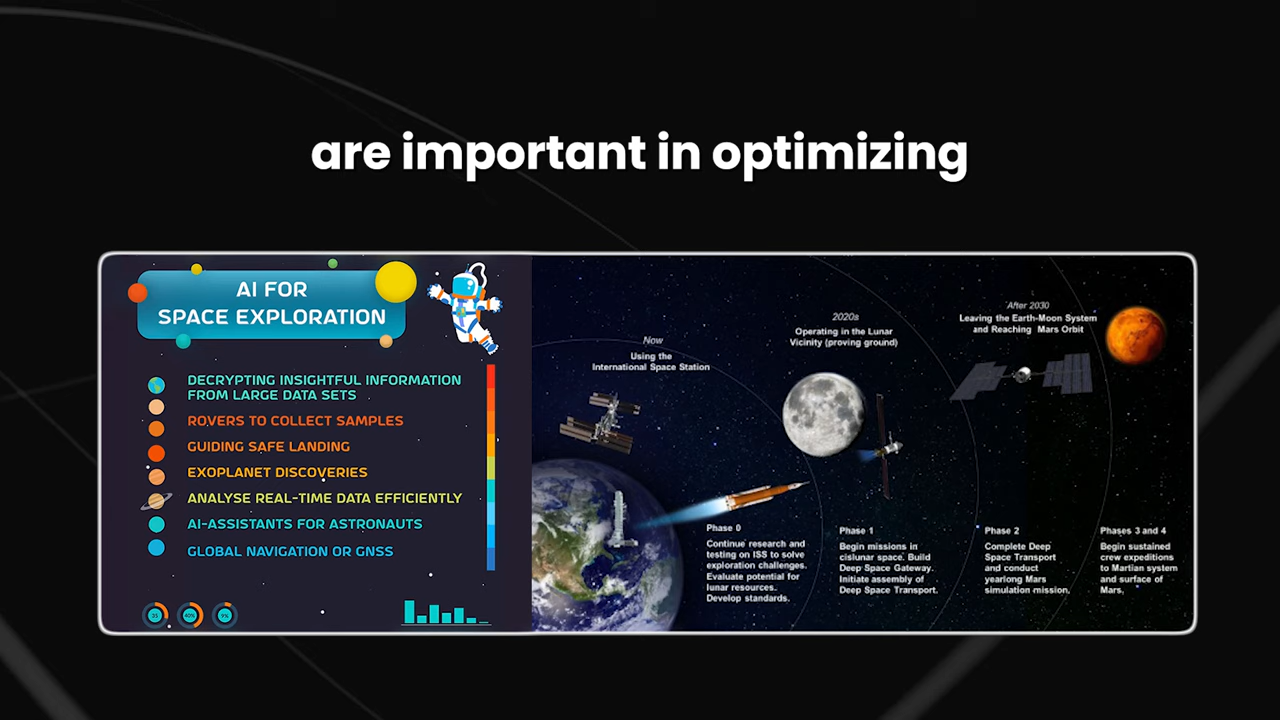 are important in optimizing
AI FOR
SPACE EXPLORATION
DECRYPTING INSIGHTFUL INFORMATION
FROM LARGE DATA SETS
ROVERS TO COLLECT SAMPLES
GUIDING SAFE LANDING
EXOPLANET DISCOVERIES
ANALYSE REAL-TIME DATA EFFICIENTLY
AI-ASSISTANTS FOR ASTRONAUTS
GLOBAL NAVIGATION OR GNSS
Now
Using the
International Space Station
2020s
Operating in the Lunar
Vicinity (proving ground)
After 2030
Leaving the Earth-Moon System
and Reaching Mars Orbit
Phase 0
Continue research and
testing on ISS to solve
exploration challenges.
Evaluate potential for
lunar resources.
Develop standards.
Phase 1
Begin missions in
cislunar space. Build
Deep Space Gateway.
Initiate assembly of
Deep Space Transport.
Phase 2
Complete Deep
Space Transport
and conduct
yearlong Mars
simulation mission.
Phases 3 and 4
Begin sustained
crew expeditions
to Martian system
and surface of
Mars.